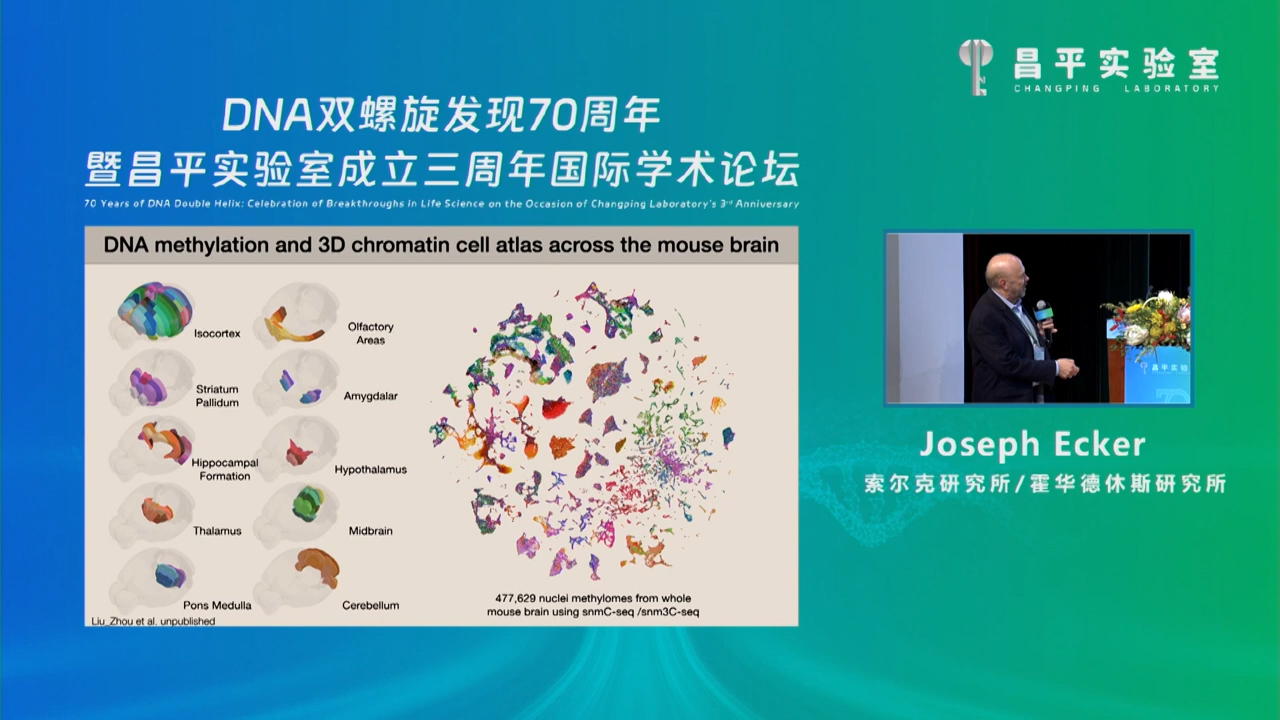 昌平实验室
CHANGPING LABORATORY
DNA双螺旋发现70周年
暨昌平实验室成立三周年国际学术论坛
70 Years of DNA Double Helix: Celebration of Breakthroughs in Life Science on the Occasion of Changping Laboratory's 3rd Anniversary
DNA methylation and 3D chromatin cell atlas across the mouse brain
Isocortex
Olfactory
Areas
Striatum
Pallidum
Amygdalar
Hippocampal
Formation
Hypothalamus
Thalamus
Midbrain
Pons Medulla
Cerebellum
477,629 nuclei methylomes from whole
mouse brain using snmC-seq /snm3C-seq
Liu_Zhou et al. unpublished
昌平实验
Joseph Ecker
索尔克研究所/霍华德休斯研究所